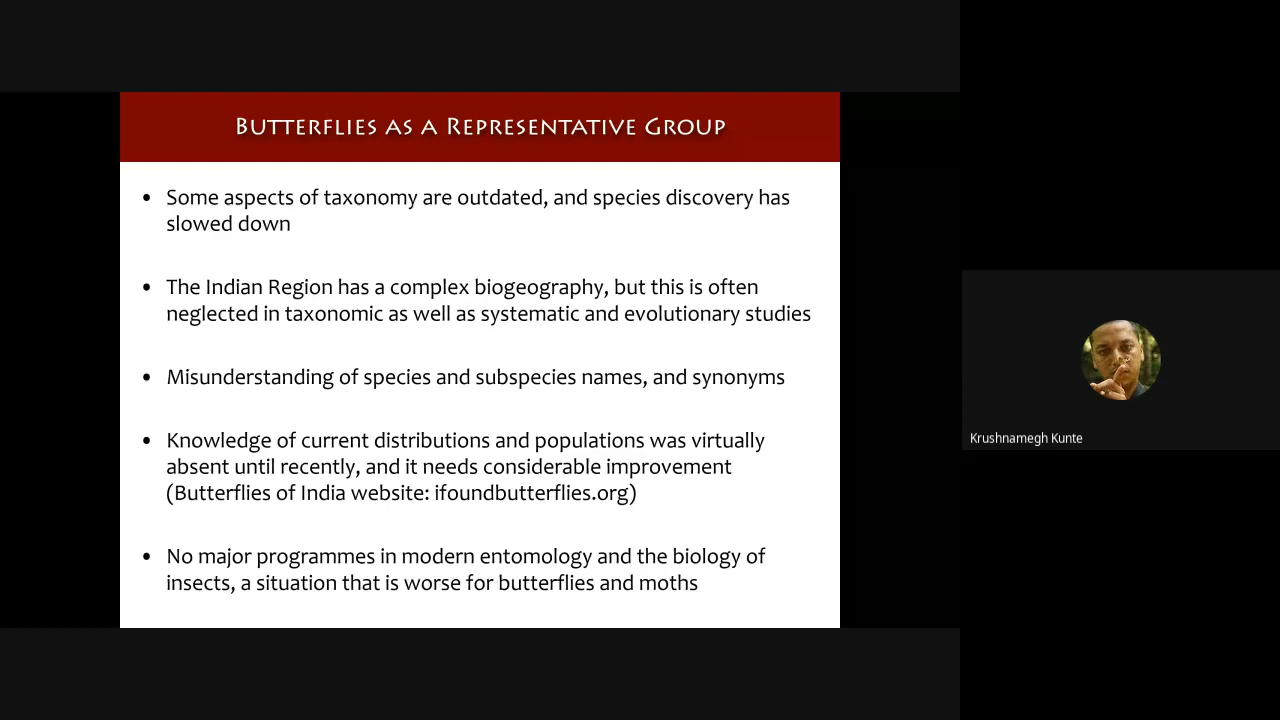 Butterflies as a Representative Group
• Some aspects of taxonomy are outdated, and species discovery has
slowed down
• The Indian Region has a complex biogeography, but this is often
neglected in taxonomic as well as systematic and evolutionary studies
• Misunderstanding of species and subspecies names, and synonyms
• Knowledge of current distributions and populations was virtually
absent until recently, and it needs considerable improvement
(Butterflies of India website: ifoundbutterflies.org)
• No major programmes in modern entomology and the biology of
insects, a situation that is worse for butterflies and moths
Krushnamegh Kunte